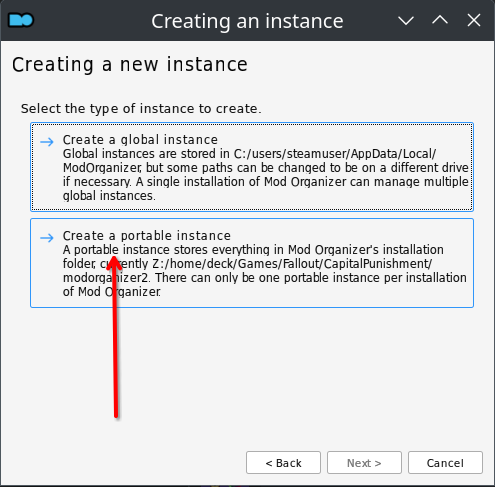 Creating an instance
Creating a new instance
Select the type of instance to create.
Create a global instance
Global instances are stored in C:/users/steamuser/AppData/Local/
ModOrganizer, but some paths can be changed to be on a different drive
if necessary. A single installation of Mod Organizer can manage multiple
global instances.
Create a portable instance
A portable instance stores everything in Mod Organizer's installation
folder, currently Z:/home/deck/Games/Fallout/CapitalPunishment/
modorganizer2. There can only be one portable instance per installation
of Mod Organizer.
< Back
Next >
Cancel